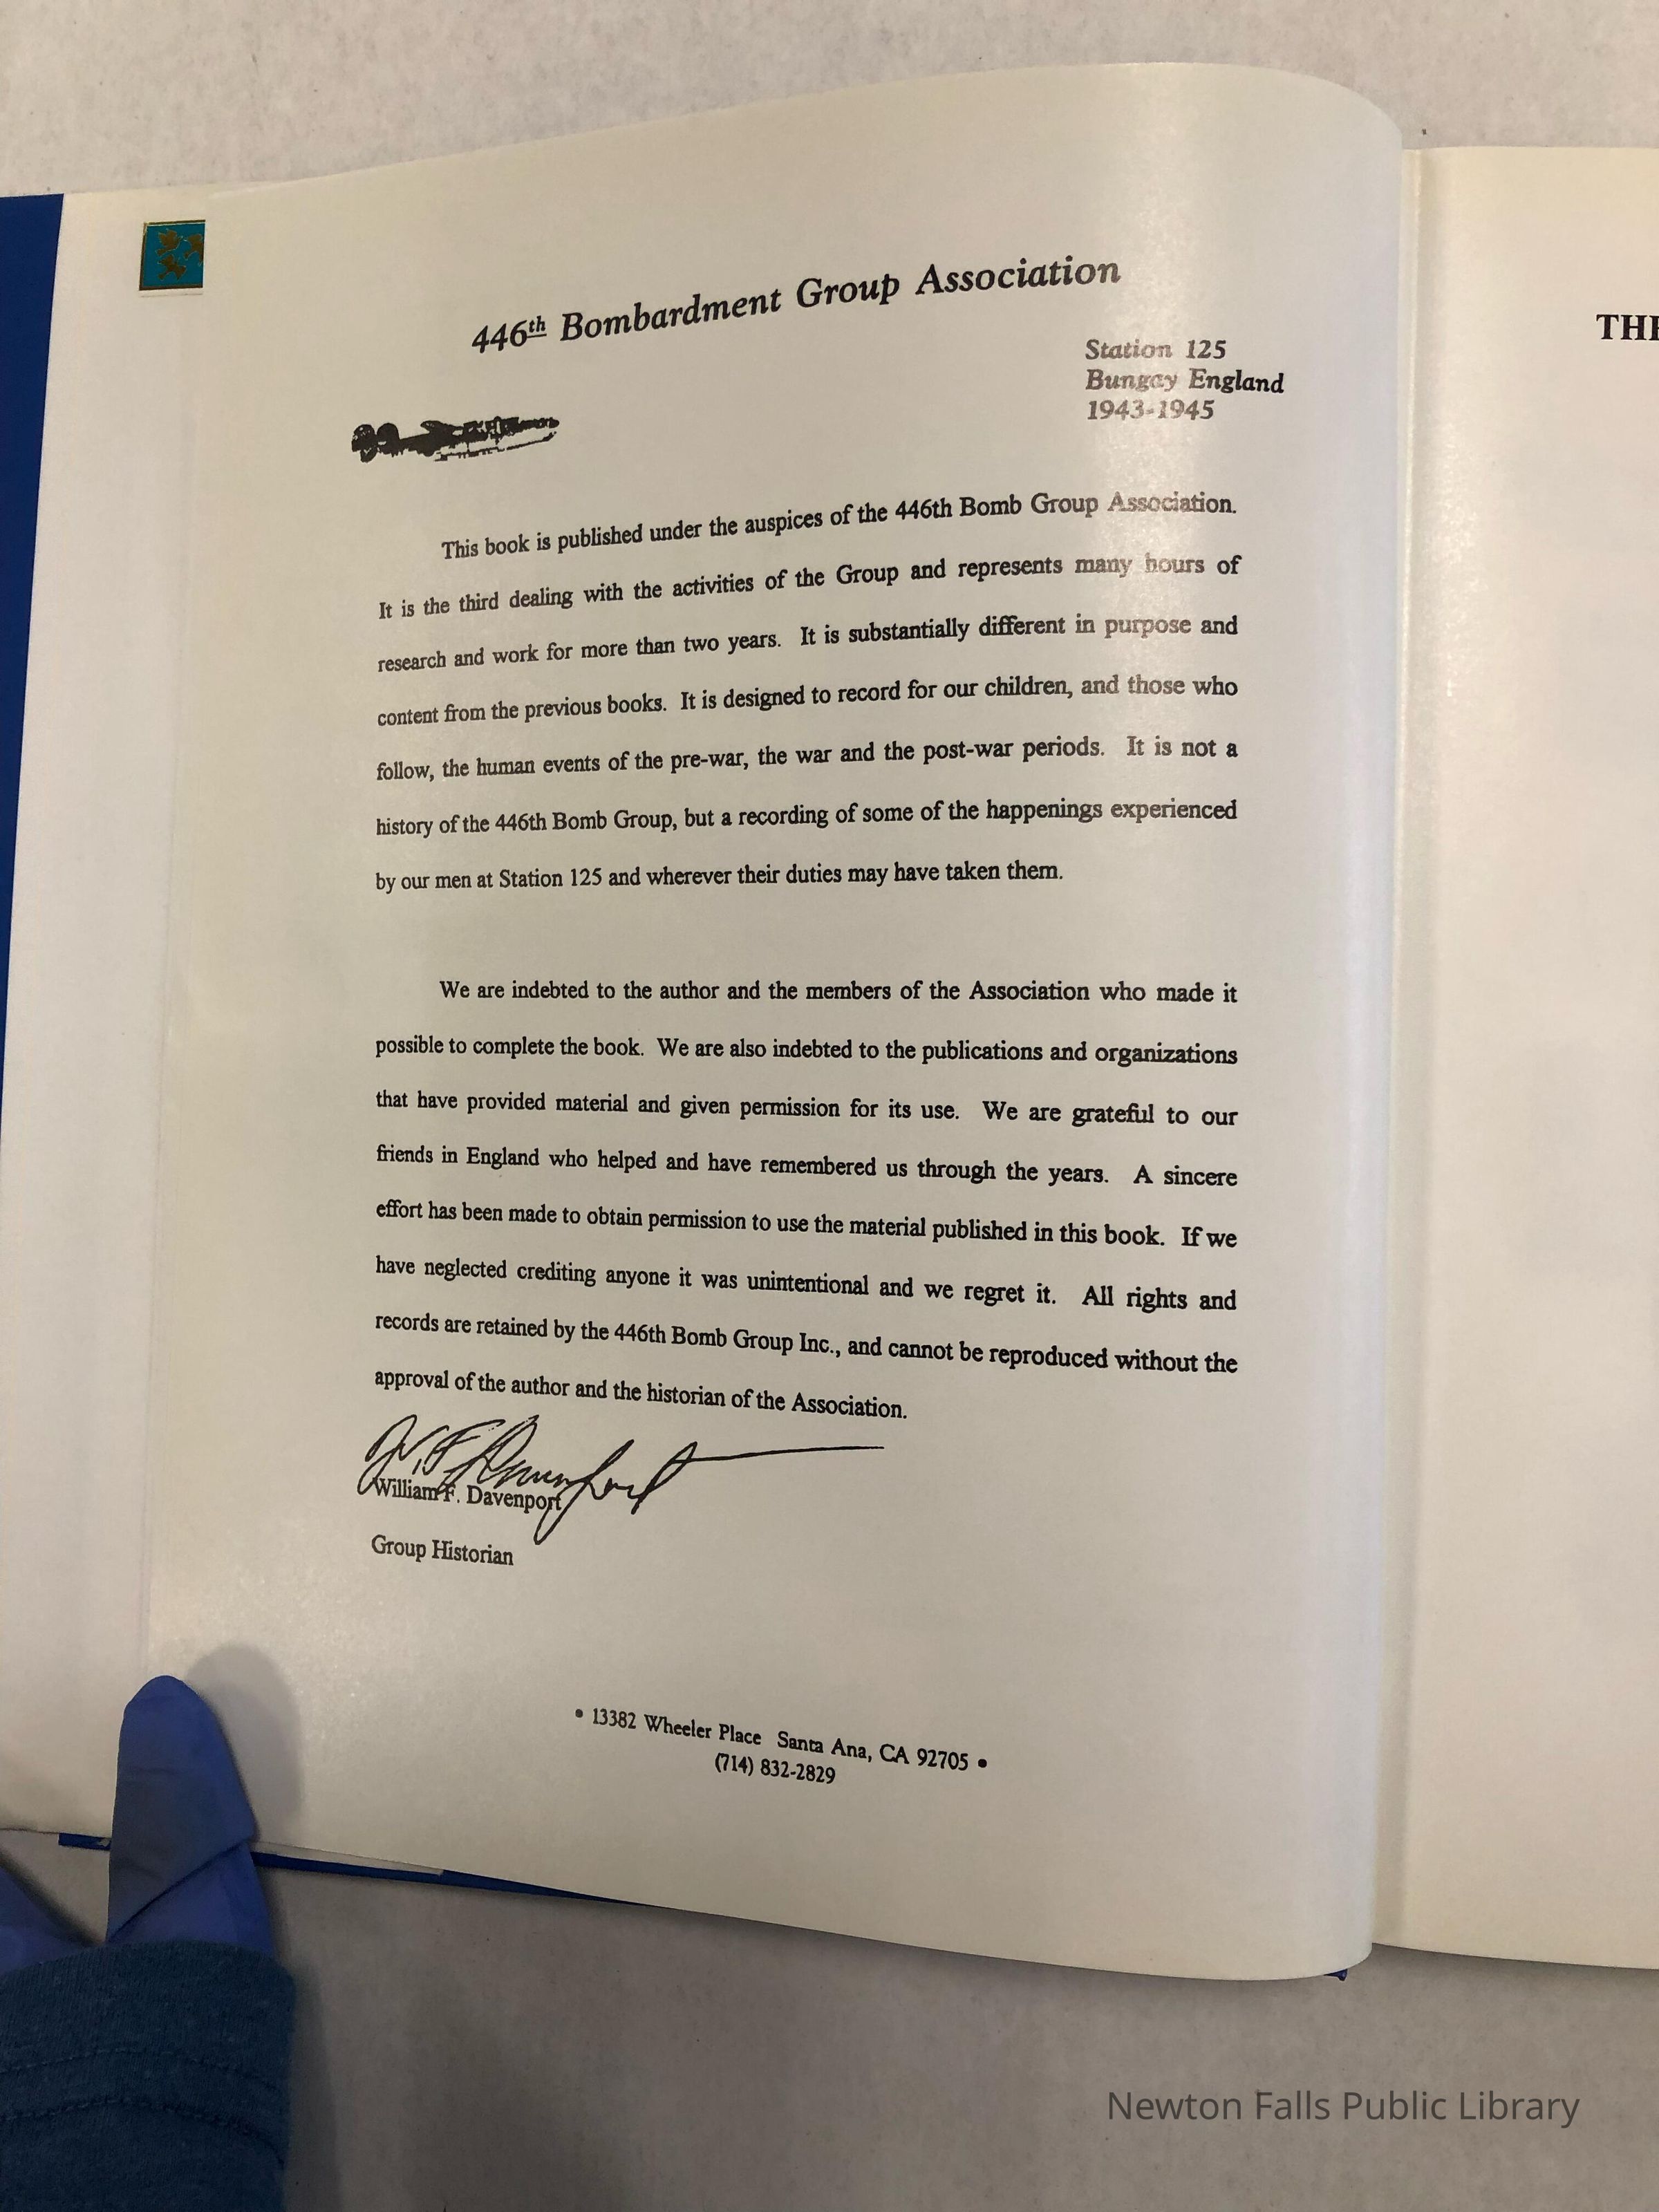 446th Bombardment Group Association
Station 125
Bungay England
1943-1945
This book is published under the auspices of the 446th Bomb Group Association.
It is the third dealing with the activities of the Group and represents many hours of
research and work for more than two years. It is substantially different in purpose and
content from the previous books. It is designed to record for our children, and those who
follow, the human events of the pre-war, the war and the post-war periods. It is not a
history of the 446th Bomb Group, but a recording of some of the happenings experienced
by our men at Station 125 and wherever their duties may have taken them.
We are indebted to the author and the members of the Association who made it
possible to complete the book. We are also indebted to the publications and organizations
that have provided material and given permission for its use. We are grateful to our
friends in England who helped and have remembered us through the years. A sincere
effort has been made to obtain permission to use the material published in this book. If we
have neglected crediting anyone it was unintentional and we regret it. All rights and
records are retained by the 446th Bomb Group Inc., and cannot be reproduced without the
approval of the author and the historian of the Association.
W. F. Davenport
William F. Davenport
Group Historian
• 13382 Wheeler Place Santa Ana, CA 92705 •
(714) 832-2829
Newton Falls Public Library